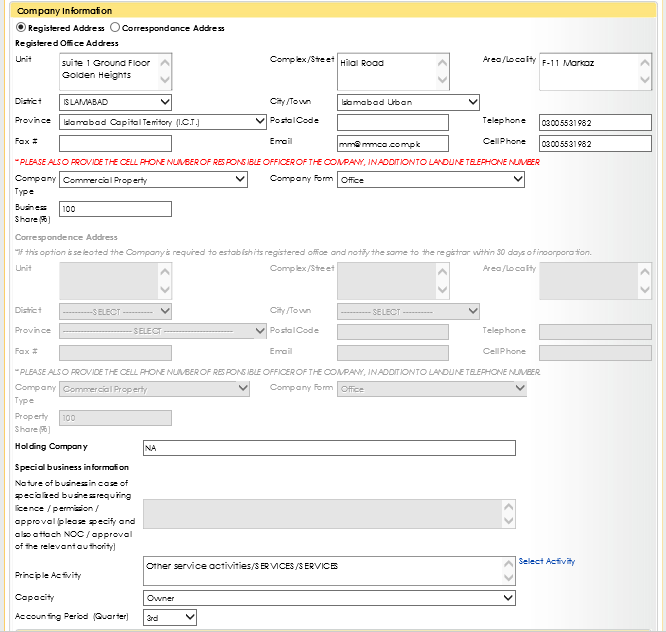 Company Information
Registered Address Correspondance Address
Registered Office Address
Unit suite 1 Ground Floor Golden Heights Complex/Street Hilal Road Area/Locality F-11 Markaz
District ISLAMABAD City/Town Islamabad Urban
Province Islamabad Capital Territory (I.C.T.) Postal Code Telephone 03005531982
Fax # Email mm@mmca.com.pk Cell Phone 03005531982
*PLEASE ALSO PROVIDE THE CELL PHONE NUMBER OF RESPONSIBLE OFFICER OF THE COMPANY, IN ADDITION TO LANDLINE TELEPHONE NUMBER
Company Type Commercial Property Company Form Office
Business Share(%) 100
Correspondence Address
*If this option is selected the Company is required to establish its registered office and notify the same to the registrar within 30 days of incorporation.
Unit Complex/Street Area/Locality
District ----------SELECT ---------- City/Town ---------- SELECT ----------
Province ---------------------- SELECT ---------------------- Postal Code Telephone
Fax # Email Cell Phone
*PLEASE ALSO PROVIDE THE CELL PHONE NUMBER OF RESPONSIBLE OFFICER OF THE COMPANY, IN ADDITION TO LANDLINE TELEPHONE NUMBER.
Company Type Commercial Property Company Form Office
Property Share(%) 100
Holding Company NA
Special business information
Nature of business in case of
specialized business requiring
licence / permission /
approval (please specify and
also attach NOC / approval
of the relevant authority)
Principle Activity Other service activities/SERVICES/SERVICES Select Activity
Capacity Owner
Accounting Period (Quarter) 3rd